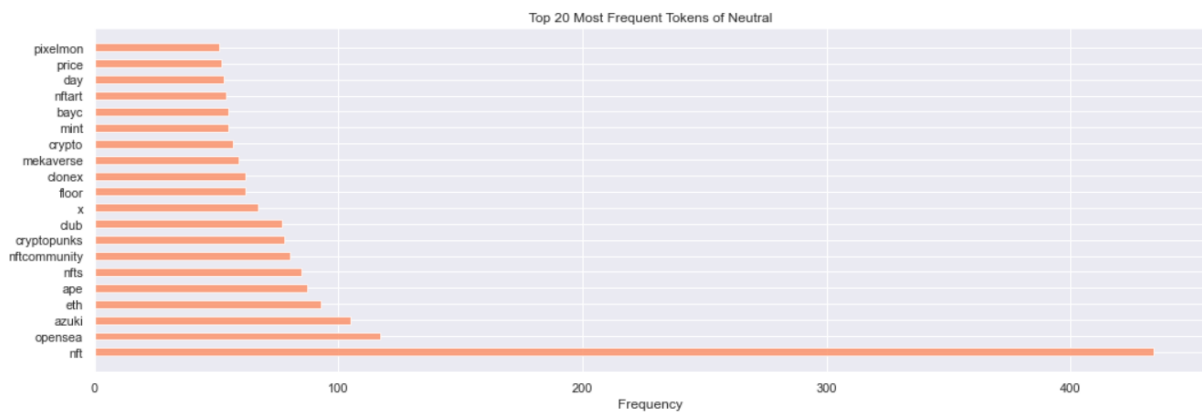 Top 20 Most Frequent Tokens of Neutral
pixelmon
price
day
nftart
bayc
mint
crypto
mekaverse
clonex
floor
x
club
cryptopunks
nftcommunity
nfts
ape
eth
azuki
opensea
nft
0 100 200 300 400
Frequency